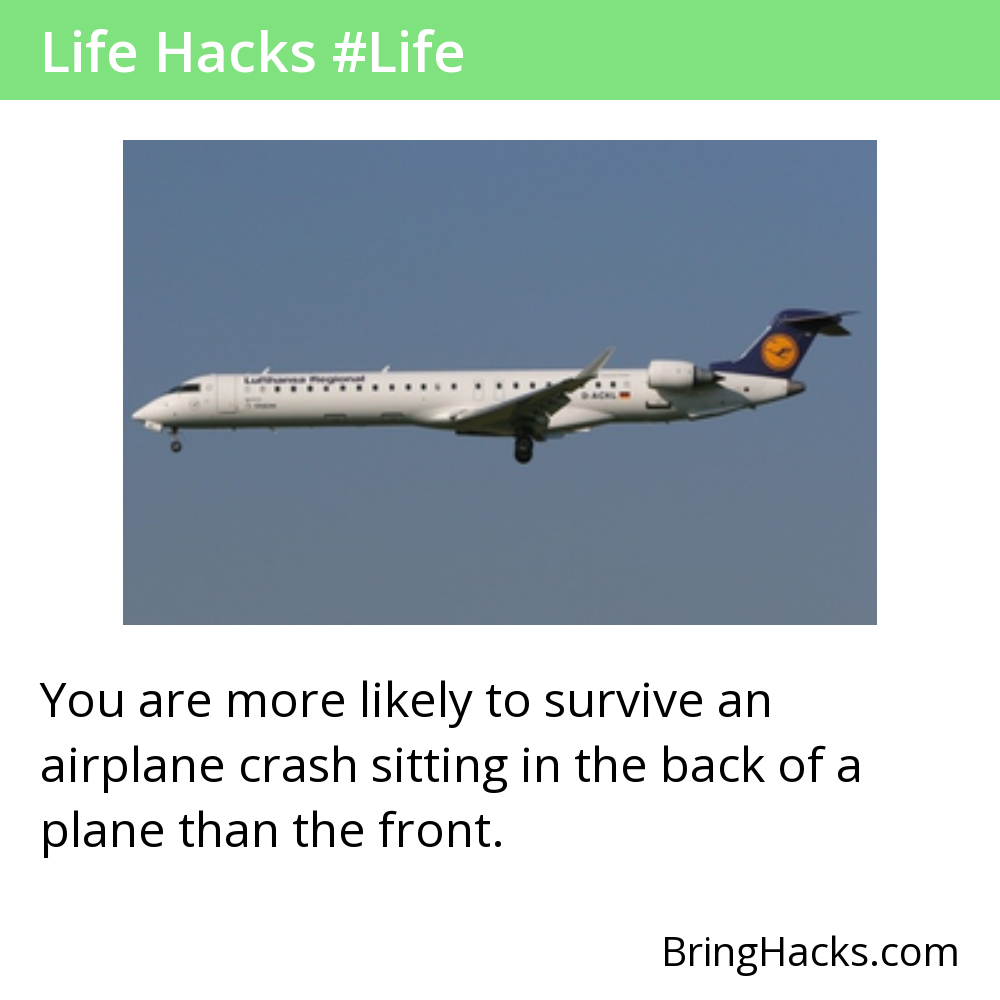 Life Hacks #Life
Lufthansa Regional
D-ACKL
You are more likely to survive an
airplane crash sitting in the back of a
plane than the front.
BringHacks.com